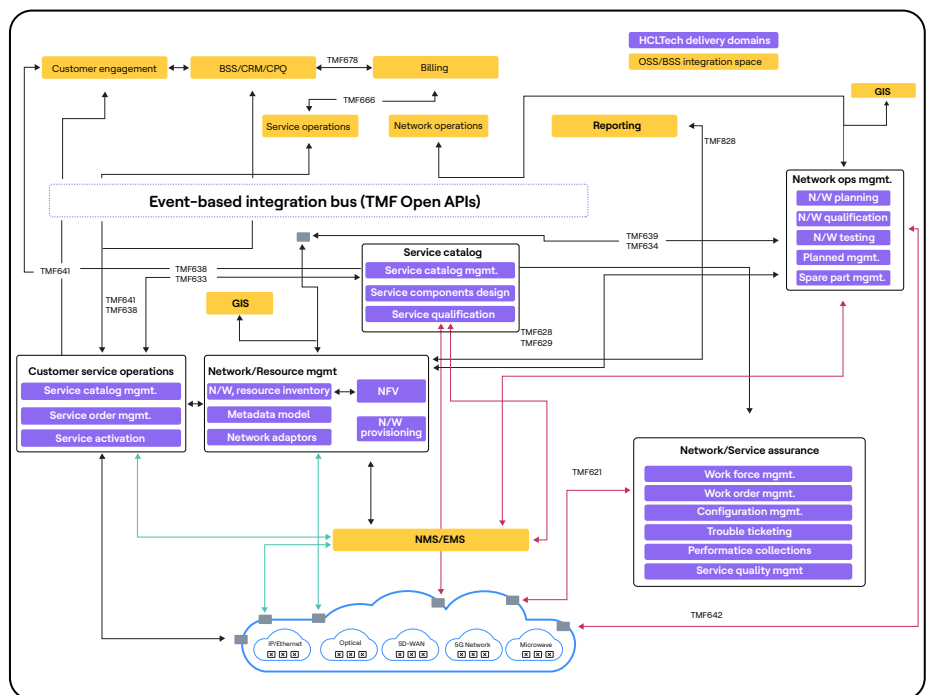 HCLTech delivery domains
OSS/BSS integration space
Customer engagement
BSS/CRM/CPQ
TMF678
Billing
GIS
TMF666
Service operations
Network operations
Reporting
TMF828
Event-based integration bus (TMF Open APIs)
Network ops mgmt.
N/W planning
N/W qualification
N/W testing
Planned mgmt.
Spare part mgmt.
TMF639
TMF634
TMF641
TMF638
TMF633
TMF641
TMF638
Service catalog
Service catalog mgmt.
Service components design
Service qualification
GIS
TMF628
TMF629
Customer service operations
Service catalog mgmt.
Service order mgmt.
Service activation
Network/Resource mgmt
N/W, resource inventory
Metadata model
Network adaptors
NFV
N/W
provisioning
Network/Service assurance
Work force mgmt.
Work order mgmt.
Configuration mgmt.
Trouble ticketing
Performatice collections
Service quality mgmt
TMF621
NMS/EMS
TMF642
IP/Ethernet
Optical
SD-WAN
5G Network
Microwave